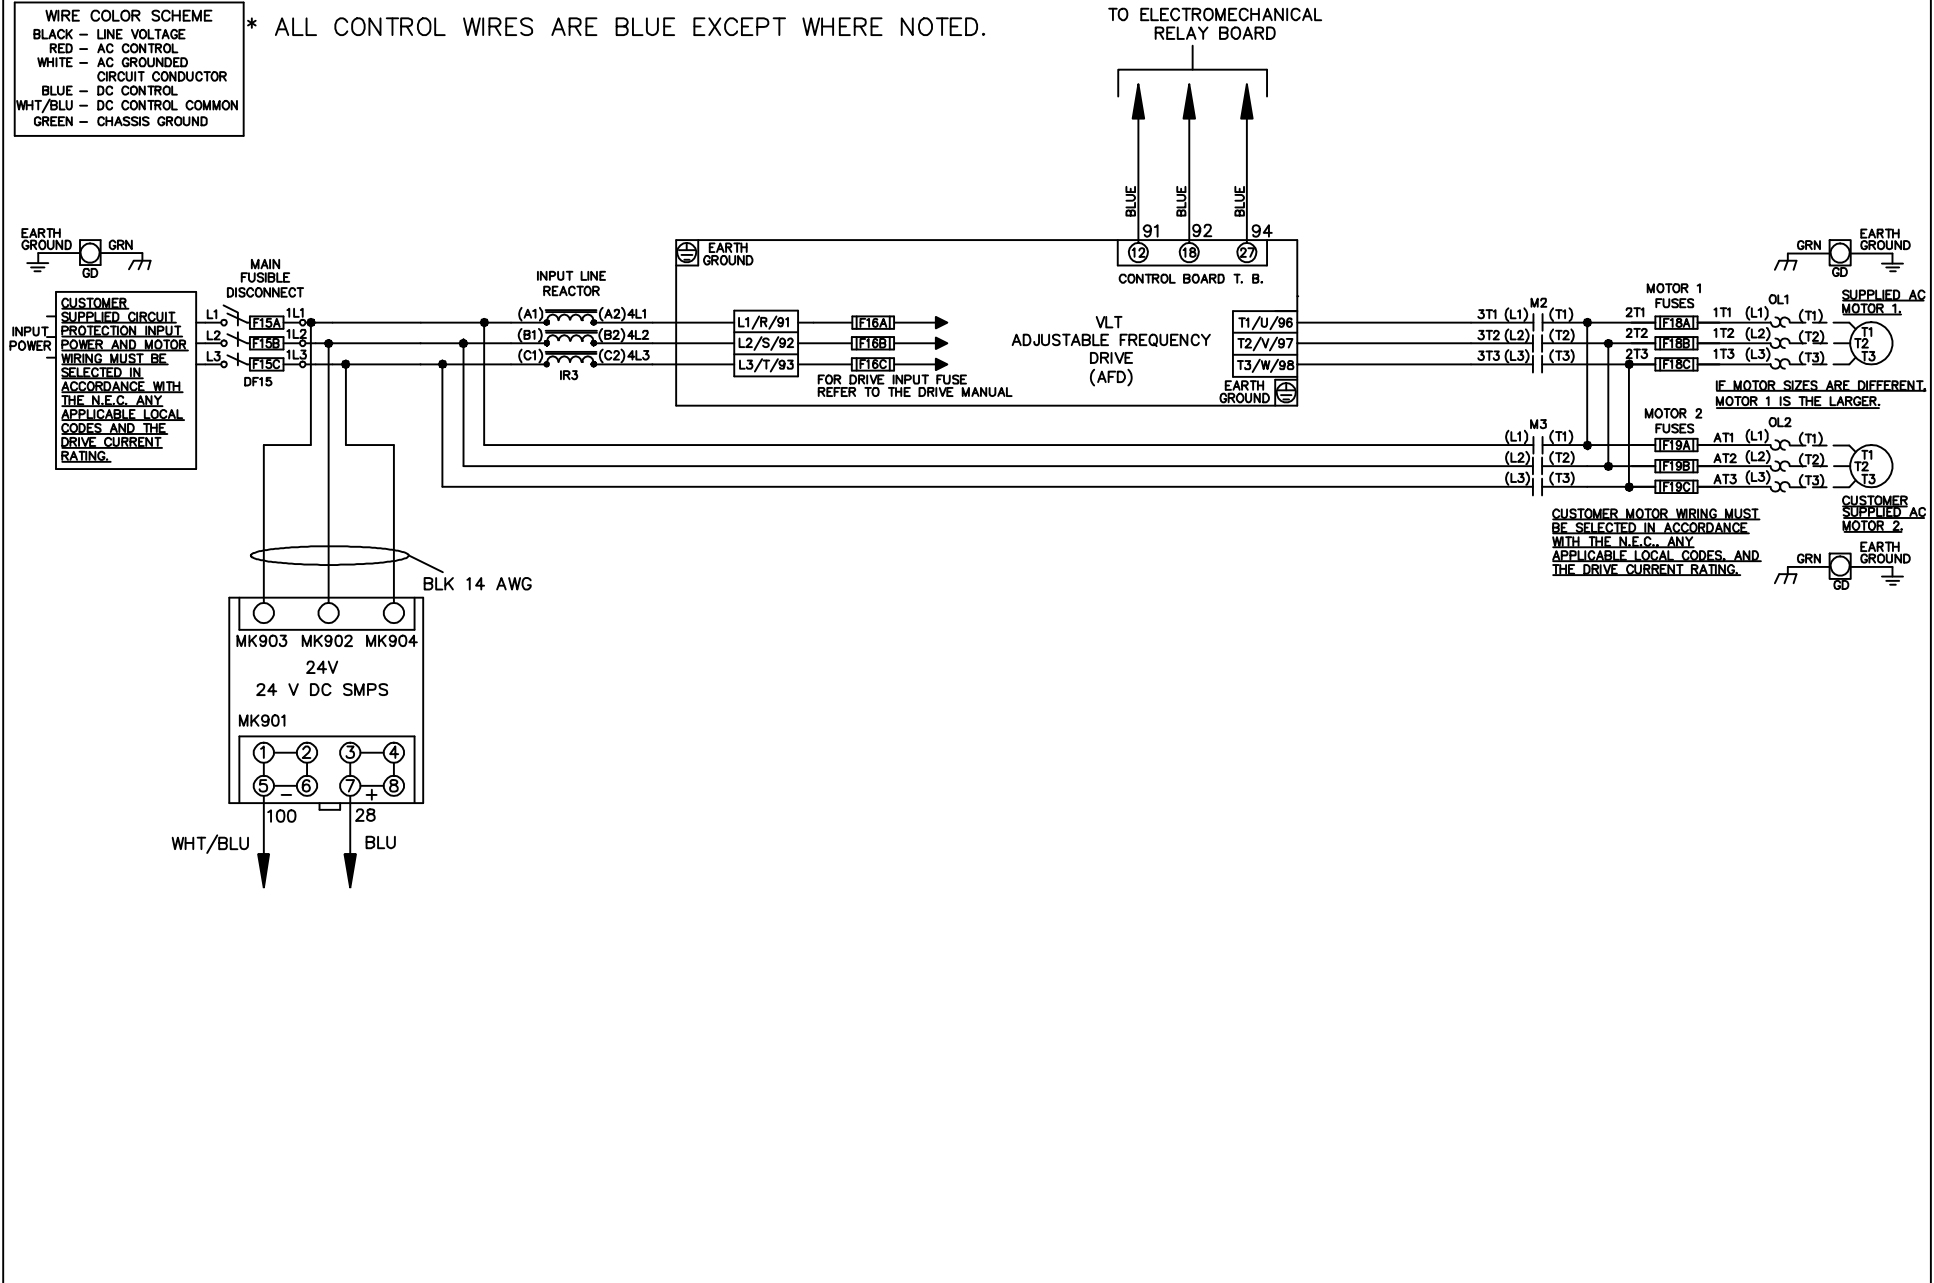 WIRE COLOR SCHEME
BLACK – LINE VOLTAGE
RED – AC CONTROL
WHITE – AC GROUNDED
CIRCUIT CONDUCTOR
BLUE – DC CONTROL
WHT/BLU – DC CONTROL COMMON
GREEN – CHASSIS GROUND
* ALL CONTROL WIRES ARE BLUE EXCEPT WHERE NOTED.
TO ELECTROMECHANICAL
RELAY BOARD
BLUE
BLUE
BLUE
91 92 94
12 18 27
CONTROL BOARD T. B.
EARTH
GROUND
GRN
GD
INPUT
POWER
CUSTOMER
SUPPLIED CIRCUIT
PROTECTION INPUT
POWER AND MOTOR
WIRING MUST BE
SELECTED IN
ACCORDANCE WITH
THE N.E.C. ANY
APPLICABLE LOCAL
CODES AND THE
DRIVE CURRENT
RATING.
MAIN
FUSIBLE
DISCONNECT
L1 F15A 1L1
L2 F15B 1L2
L3 F15C 1L3
DF15
INPUT LINE
REACTOR
(A1) (A2) 4L1
(B1) (B2) 4L2
(C1) (C2) 4L3
IR3
EARTH
GROUND
L1/R/91 F16A
L2/S/92 F16B
L3/T/93 F16C
FOR DRIVE INPUT FUSE
REFER TO THE DRIVE MANUAL
VLT
ADJUSTABLE FREQUENCY
DRIVE
(AFD)
T1/U/96
T2/V/97
T3/W/98
EARTH
GROUND
M2
3T1 (L1) (T1)
3T2 (L2) (T2)
3T3 (L3) (T3)
MOTOR 1
FUSES
2T1 F18A 1T1 (L1) (T1)
2T2 F18B 1T2 (L2) (T2)
2T3 F18C 1T3 (L3) (T3)
OL1
T1
T2
T3
GRN
EARTH
GROUND
GD
SUPPLIED AC
MOTOR 1.
IF MOTOR SIZES ARE DIFFERENT,
MOTOR 1 IS THE LARGER.
M3
(L1) (T1)
(L2) (T2)
(L3) (T3)
MOTOR 2
FUSES
F19A AT1 (L1) (T1)
F19B AT2 (L2) (T2)
F19C AT3 (L3) (T3)
OL2
T1
T2
T3
CUSTOMER
SUPPLIED AC
MOTOR 2.
CUSTOMER MOTOR WIRING MUST
BE SELECTED IN ACCORDANCE
WITH THE N.E.C., ANY
APPLICABLE LOCAL CODES, AND
THE DRIVE CURRENT RATING.
GRN
EARTH
GROUND
GD
BLK 14 AWG
MK903 MK902 MK904
24V
24 V DC SMPS
MK901
1 2 3 4
5 6 7 8
– +
100 28
WHT/BLU BLU